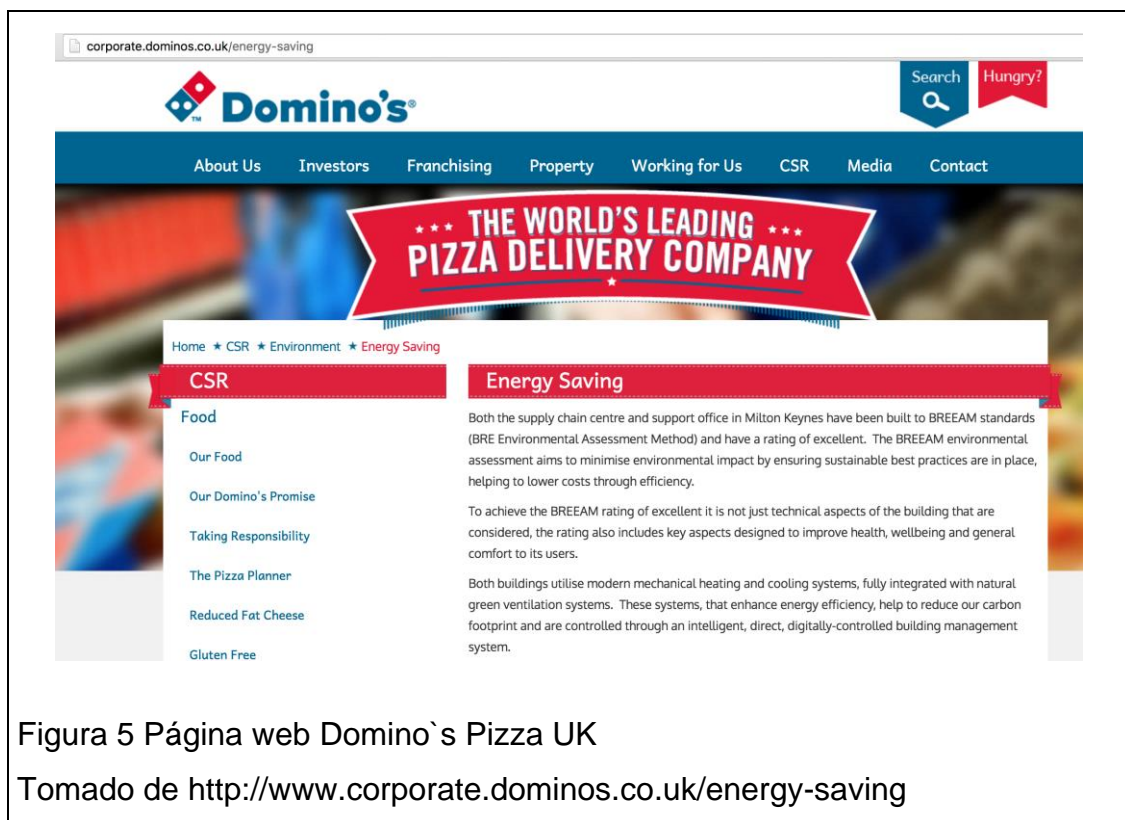 corporate.dominos.co.uk/energy-saving
Domino's®
TM
Search
Hungry?
About Us Investors Franchising Property Working for Us CSR Media Contact
THE WORLD'S LEADING
PIZZA DELIVERY COMPANY
Home ★ CSR ★ Environment ★ Energy Saving
CSR
Food
Our Food
Our Domino's Promise
Taking Responsibility
The Pizza Planner
Reduced Fat Cheese
Gluten Free
Energy Saving
Both the supply chain centre and support office in Milton Keynes have been built to BREEAM standards
(BRE Environmental Assessment Method) and have a rating of excellent. The BREEAM environmental
assessment aims to minimise environmental impact by ensuring sustainable best practices are in place,
helping to lower costs through efficiency.
To achieve the BREEAM rating of excellent it is not just technical aspects of the building that are
considered, the rating also includes key aspects designed to improve health, wellbeing and general
comfort to its users.
Both buildings utilise modern mechanical heating and cooling systems, fully integrated with natural
green ventilation systems. These systems, that enhance energy efficiency, help to reduce our carbon
footprint and are controlled through an intelligent, direct, digitally-controlled building management
system.
Figura 5 Página web Domino`s Pizza UK
Tomado de http://www.corporate.dominos.co.uk/energy-saving